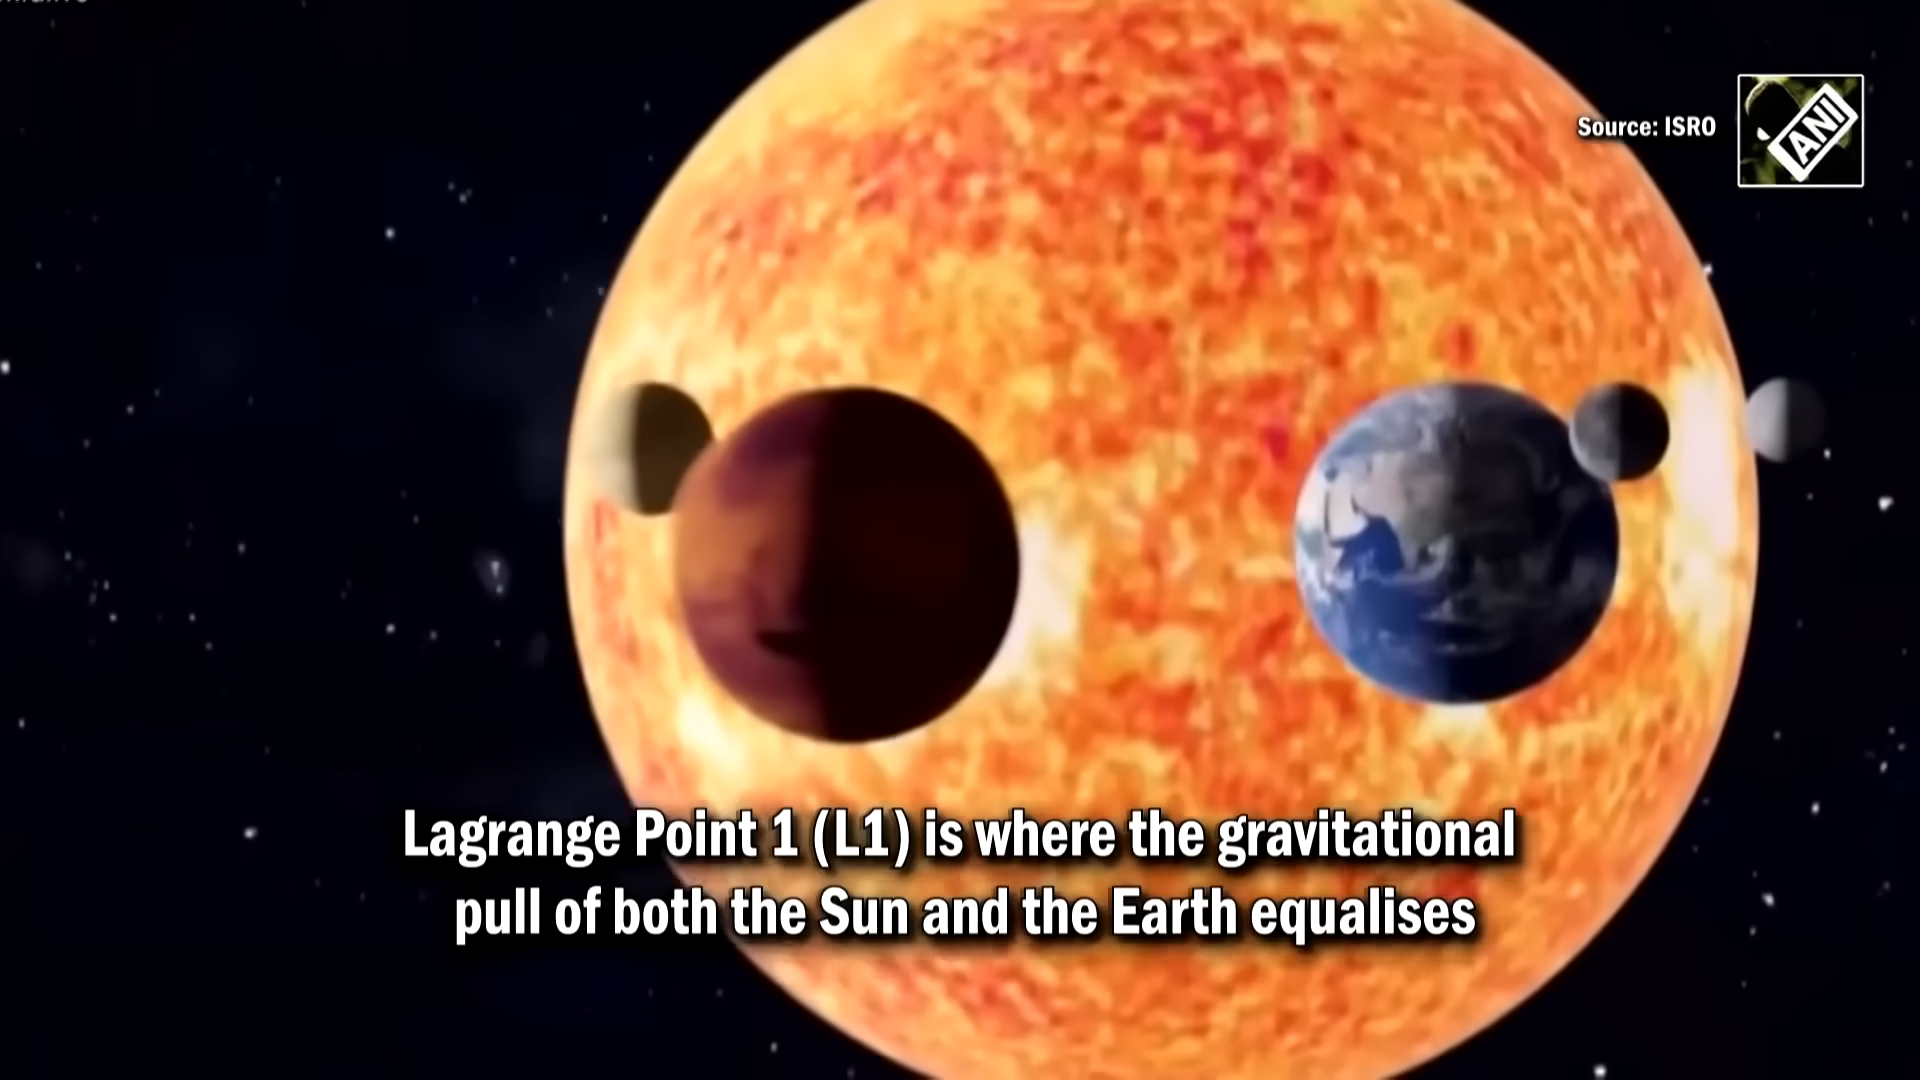 Source: ISRO
ANI
Lagrange Point 1 (L1) is where the gravitational
pull of both the Sun and the Earth equalises